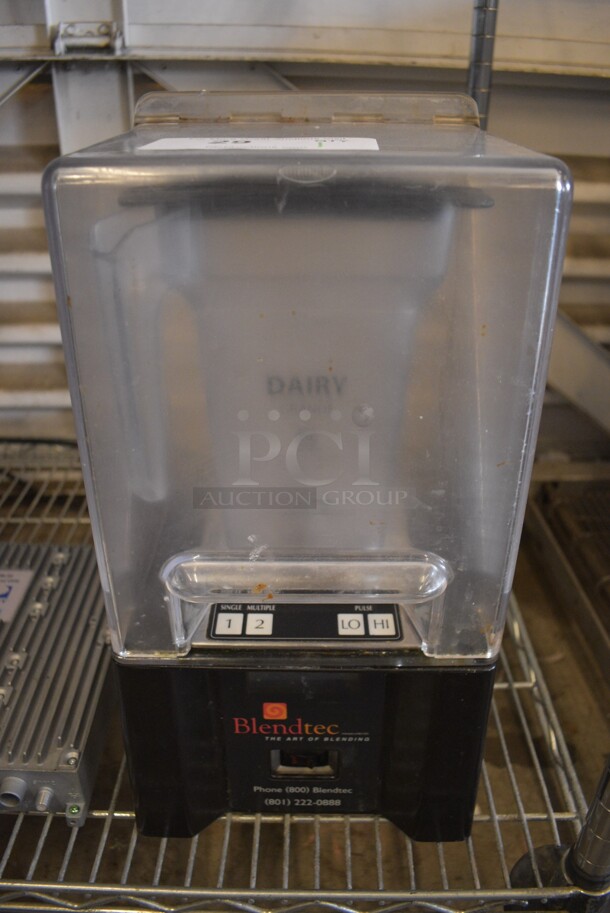 29
DAIRY
PCI
AUCTION GROUP
SINGLE MULTIPLE PULSE
1 2 LO HI
Blendtec
THE ART OF BLENDING
Phone (800) Blendtec
(801) 222-0888